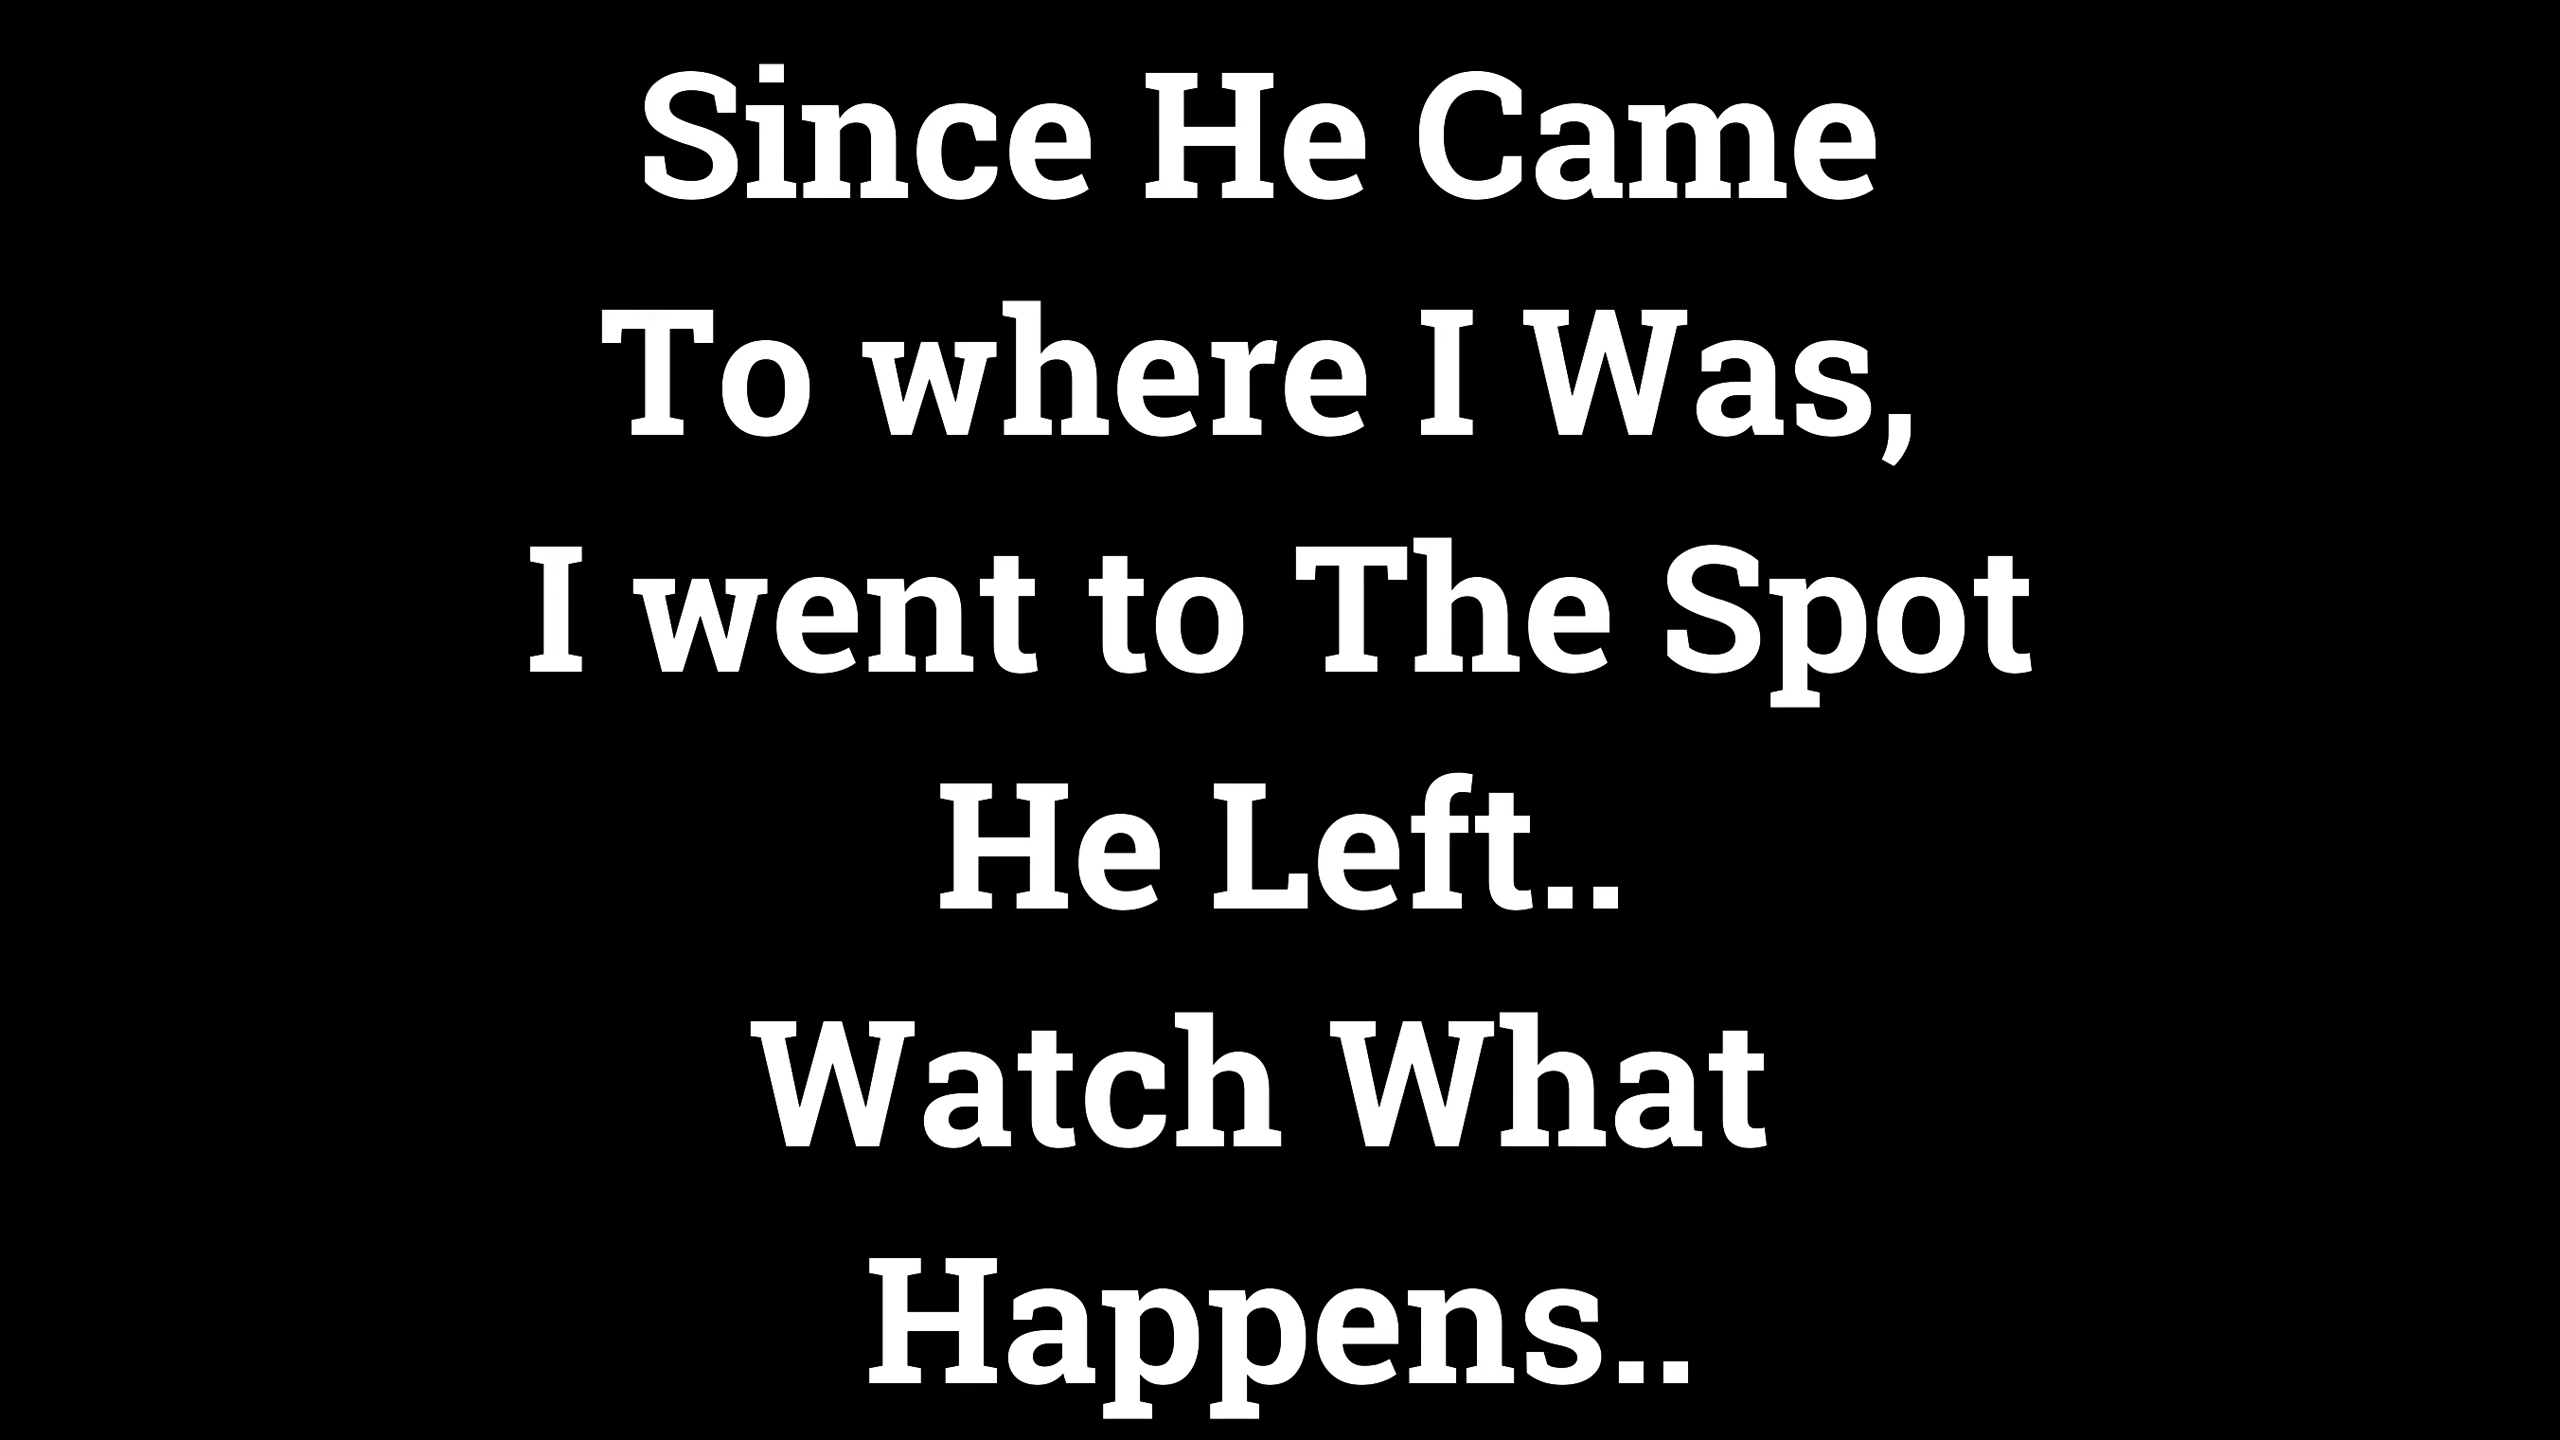 Since He Came
To where I Was,
I went to The Spot
He Left..
Watch What
Happens..